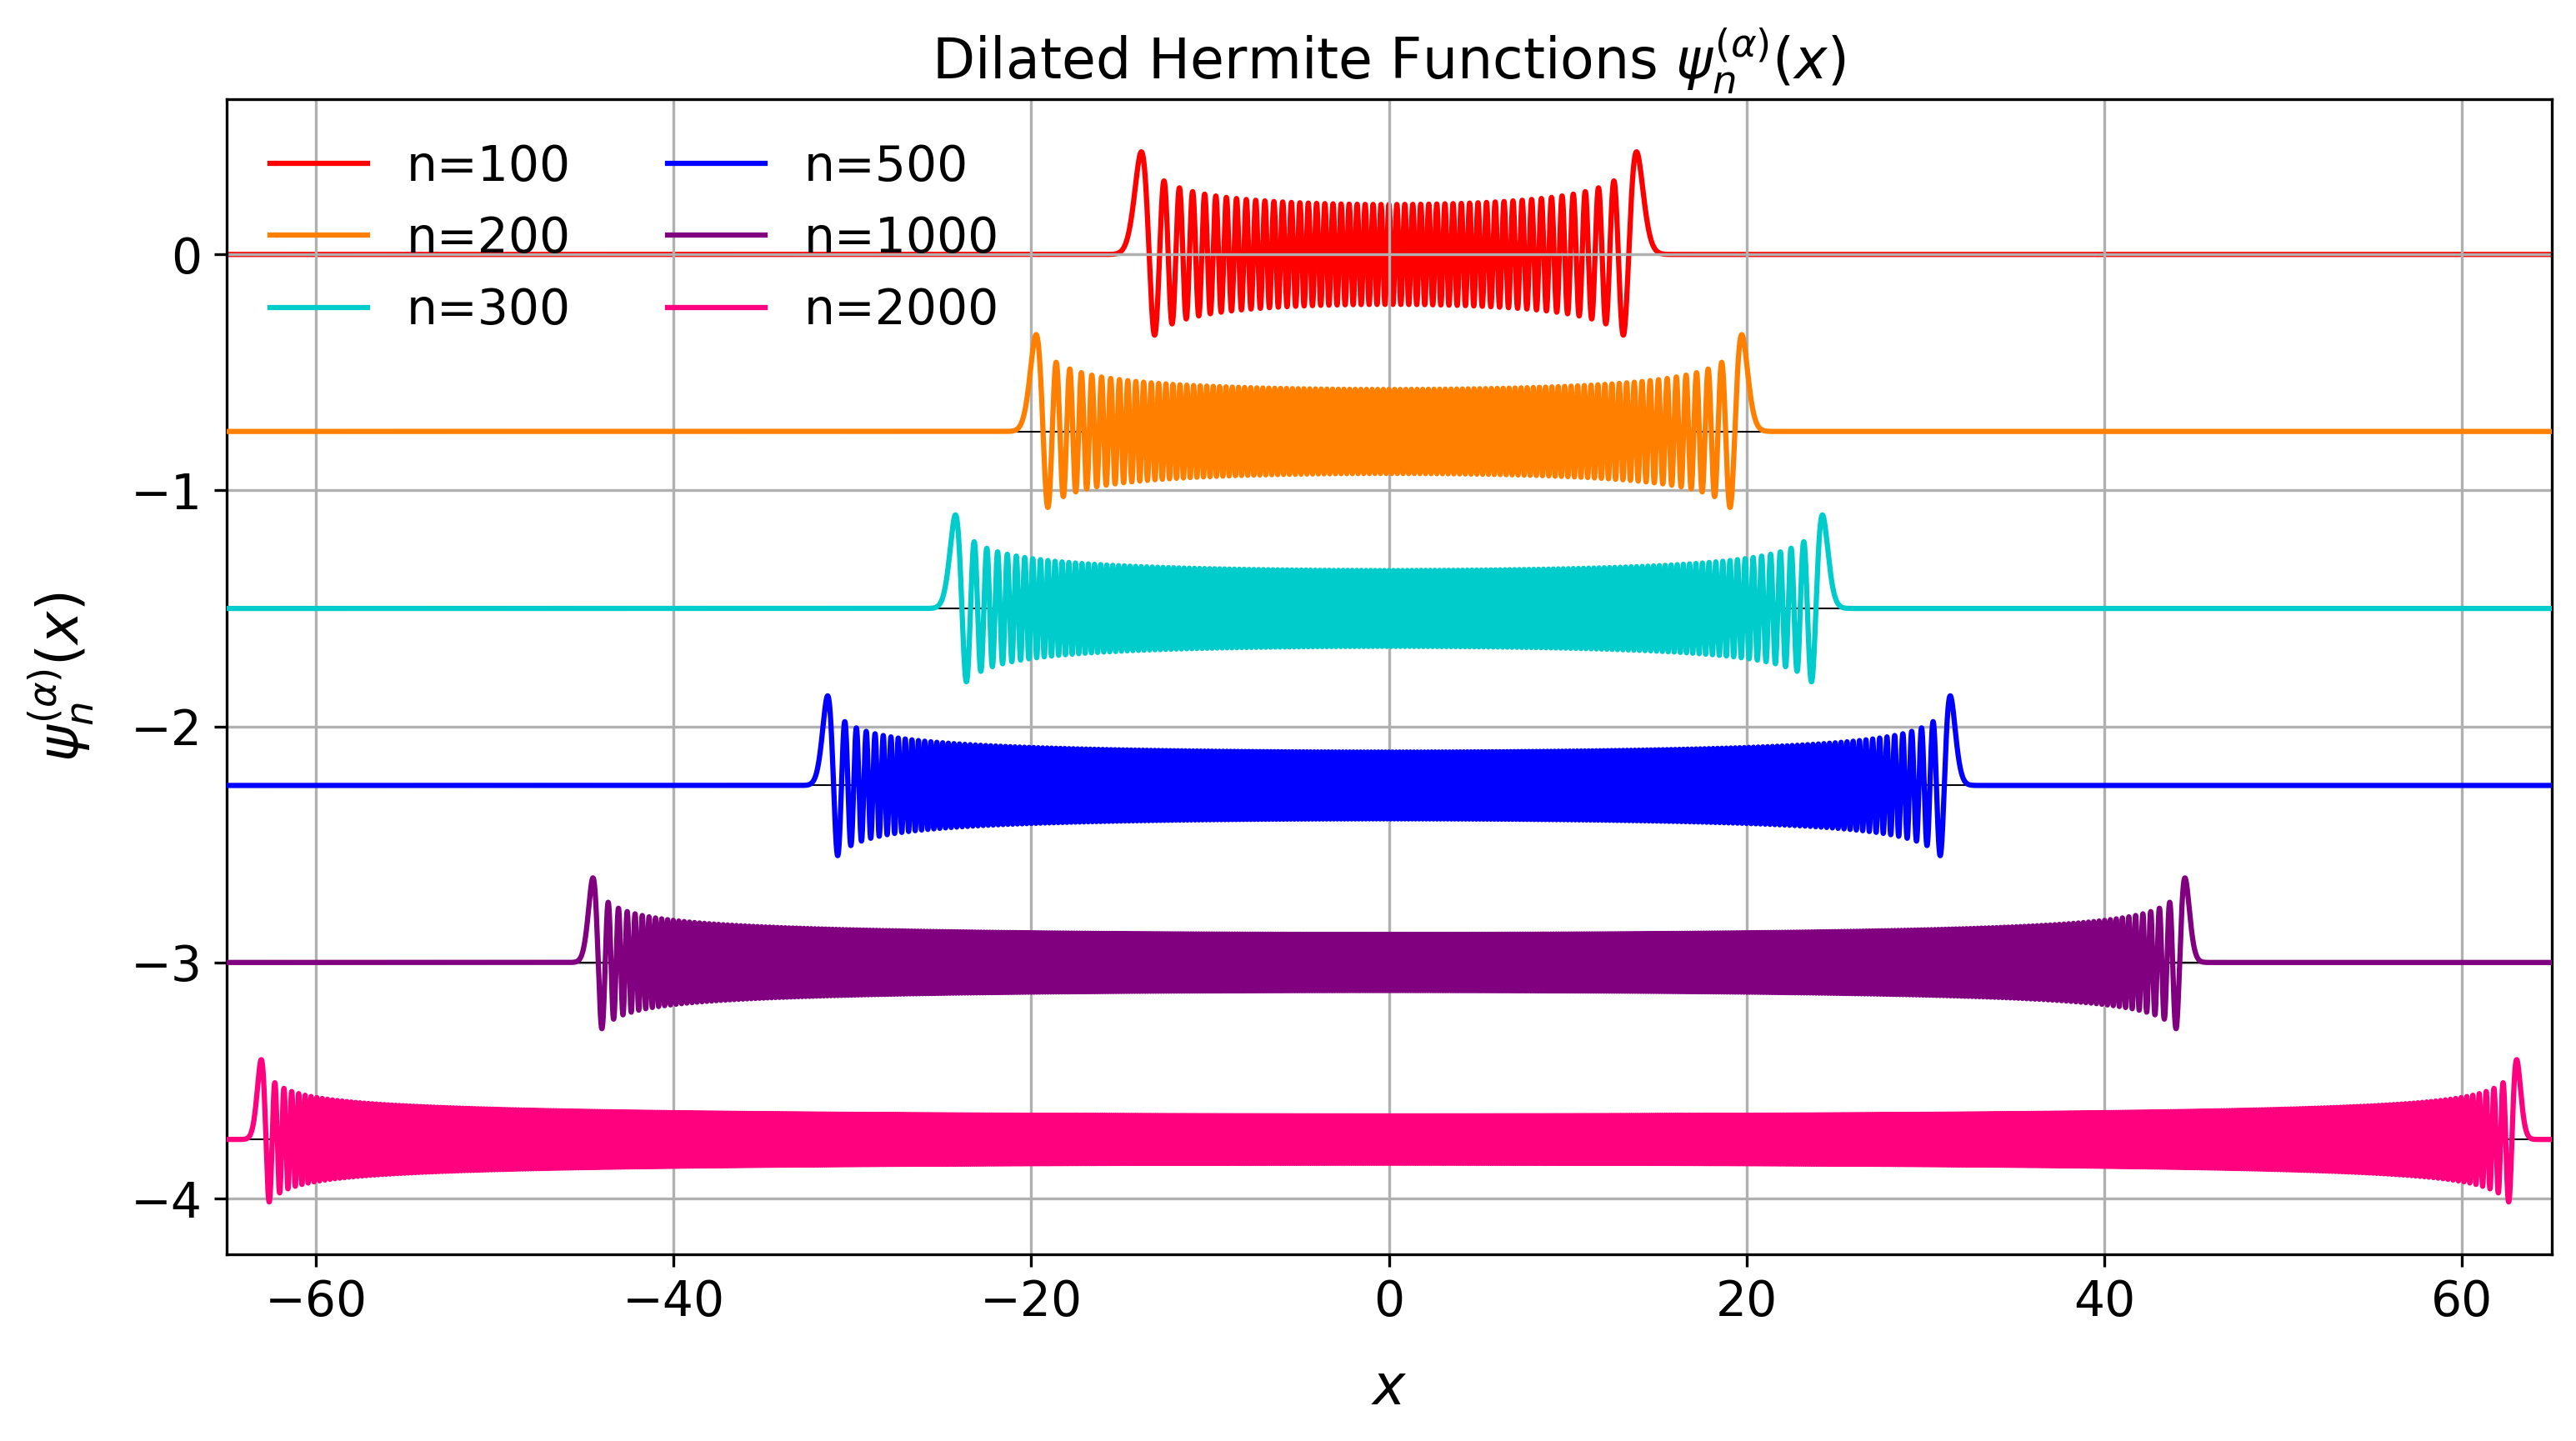 Dilated Hermite Functions ψₙ⁽ᵅ⁾(x)
n=100
n=200
n=300
n=500
n=1000
n=2000
ψₙ⁽ᵅ⁾(x)
0
−1
−2
−3
−4
−60 −40 −20 0 20 40 60
x